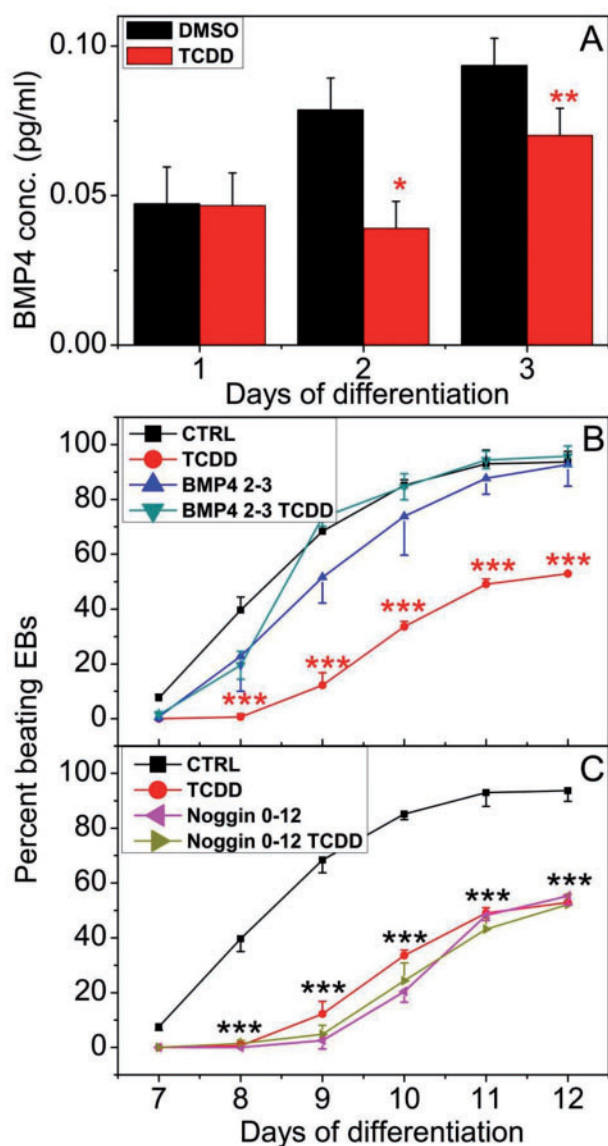 A
DMSO
TCDD
* **
BMP4 conc. (pg/ml)
0.10
0.05
0.00
1 2 3
Days of differentiation
B
CTRL
TCDD
BMP4 2-3
BMP4 2-3 TCDD
100
80
60
40
20
0
*** *** *** *** ***
Percent beating EBs
C
CTRL
TCDD
Noggin 0-12
Noggin 0-12 TCDD
100
80
60
40
20
0
*** *** *** *** ***
7 8 9 10 11 12
Days of differentiation